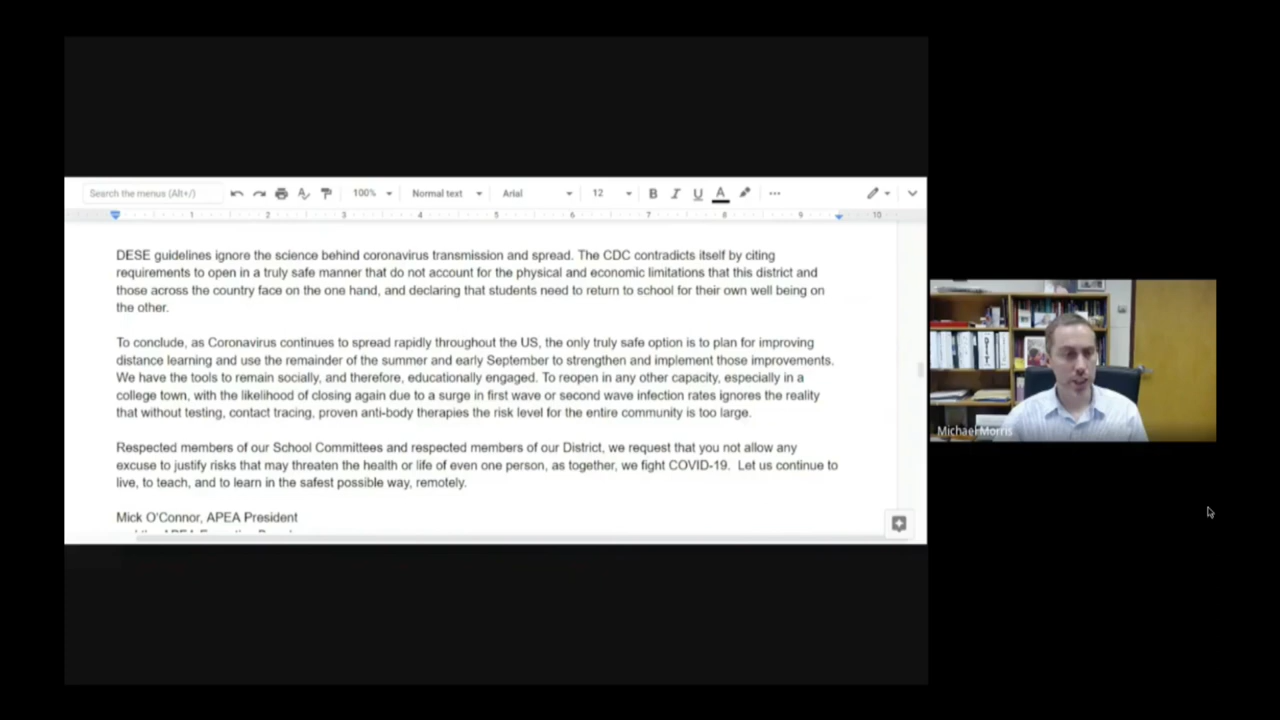 Search the menus (Alt+/)
100%
Normal text
Arial
12
B
I
U
A
1 2 3 4 5 6 7 8 9 10
DESE guidelines ignore the science behind coronavirus transmission and spread. The CDC contradicts itself by citing
requirements to open in a truly safe manner that do not account for the physical and economic limitations that this district and
those across the country face on the one hand, and declaring that students need to return to school for their own well being on
the other.
To conclude, as Coronavirus continues to spread rapidly throughout the US, the only truly safe option is to plan for improving
distance learning and use the remainder of the summer and early September to strengthen and implement those improvements.
We have the tools to remain socially, and therefore, educationally engaged. To reopen in any other capacity, especially in a
college town, with the likelihood of closing again due to a surge in first wave or second wave infection rates ignores the reality
that without testing, contact tracing, proven anti-body therapies the risk level for the entire community is too large.
Respected members of our School Committees and respected members of our District, we request that you not allow any
excuse to justify risks that may threaten the health or life of even one person, as together, we fight COVID-19. Let us continue to
live, to teach, and to learn in the safest possible way, remotely.
Mick O'Connor, APEA President
Michael Morris